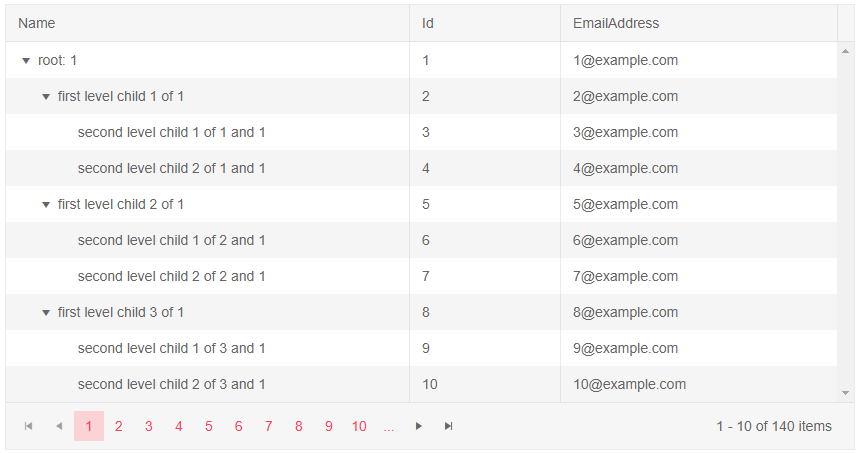 Name Id EmailAddress
root: 1 1 1@example.com
first level child 1 of 1 2 2@example.com
second level child 1 of 1 and 1 3 3@example.com
second level child 2 of 1 and 1 4 4@example.com
first level child 2 of 1 5 5@example.com
second level child 1 of 2 and 1 6 6@example.com
second level child 2 of 2 and 1 7 7@example.com
first level child 3 of 1 8 8@example.com
second level child 1 of 3 and 1 9 9@example.com
second level child 2 of 3 and 1 10 10@example.com
1 2 3 4 5 6 7 8 9 10 ... 1 - 10 of 140 items